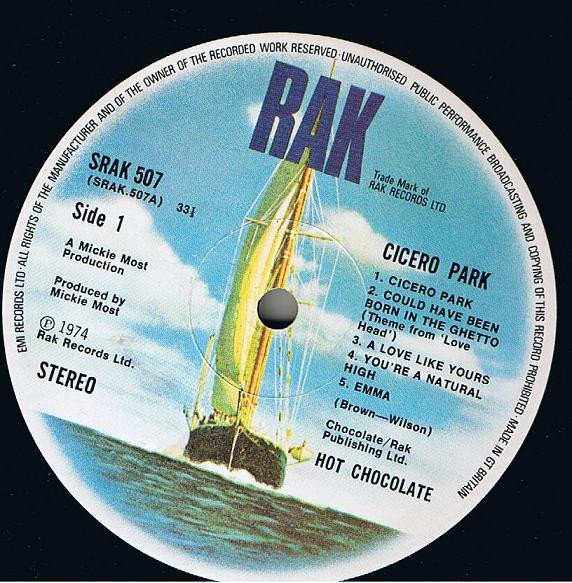 EMI RECORDS LTD·ALL RIGHTS OF THE MANUFACTURER AND OF THE OWNER OF THE RECORDED WORK RESERVED·UNAUTHORISED PUBLIC PERFORMANCE BROADCASTING AND COPYING OF THIS RECORD PROHIBITED·MADE IN GT BRITAIN
RAK
Trade Mark of
RAK RECORDS LTD.
SRAK 507
(SRAK.507A) 33⅓
Side 1
A Mickie Most
Production
Produced by
Mickie Most
Ⓟ 1974
Rak Records Ltd.
STEREO
CICERO PARK
1. CICERO PARK
2. COULD HAVE BEEN
BORN IN THE GHETTO
(Theme from 'Love
Head')
3. A LOVE LIKE YOURS
4. YOU'RE A NATURAL
HIGH
5. EMMA
(Brown—Wilson)
Chocolate/Rak
Publishing Ltd.
HOT CHOCOLATE